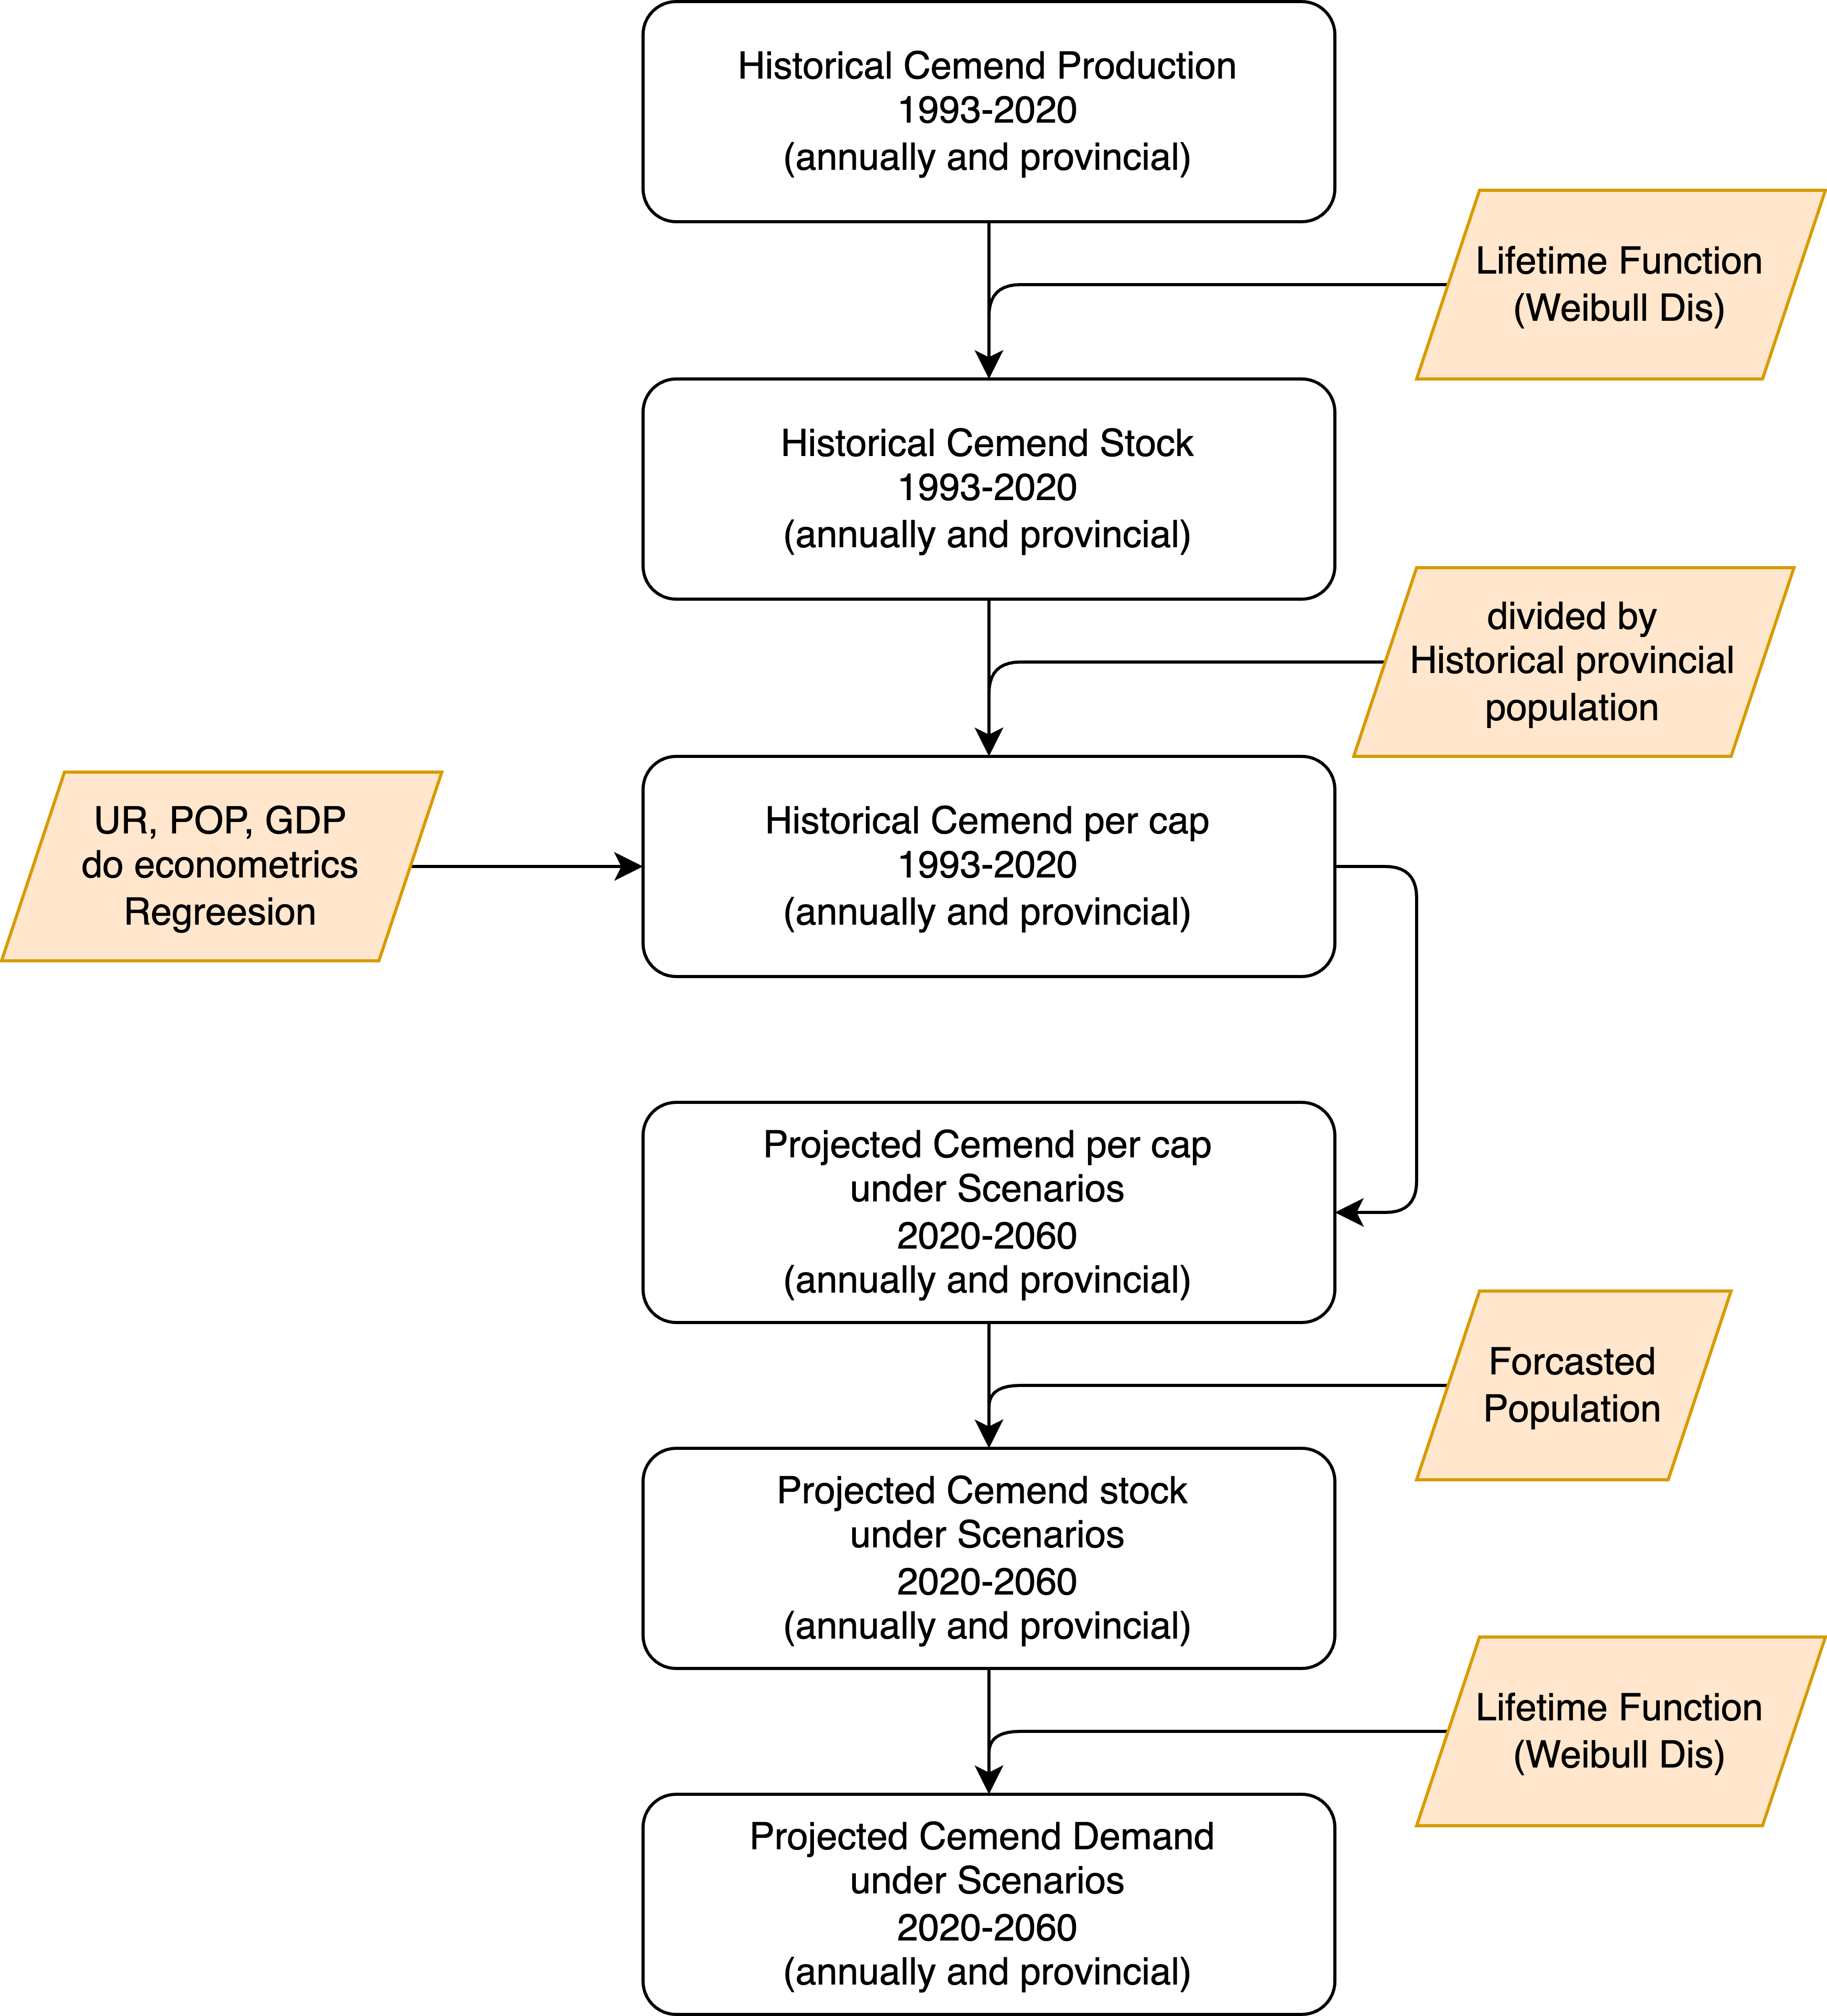 Historical Cemend Production
1993-2020
(annually and provincial)
Lifetime Function
(Weibull Dis)
Historical Cemend Stock
1993-2020
(annually and provincial)
divided by
Historical provincial
population
UR, POP, GDP
do econometrics
Regreesion
Historical Cemend per cap
1993-2020
(annually and provincial)
Projected Cemend per cap
under Scenarios
2020-2060
(annually and provincial)
Forcasted
Population
Projected Cemend stock
under Scenarios
2020-2060
(annually and provincial)
Lifetime Function
(Weibull Dis)
Projected Cemend Demand
under Scenarios
2020-2060
(annually and provincial)